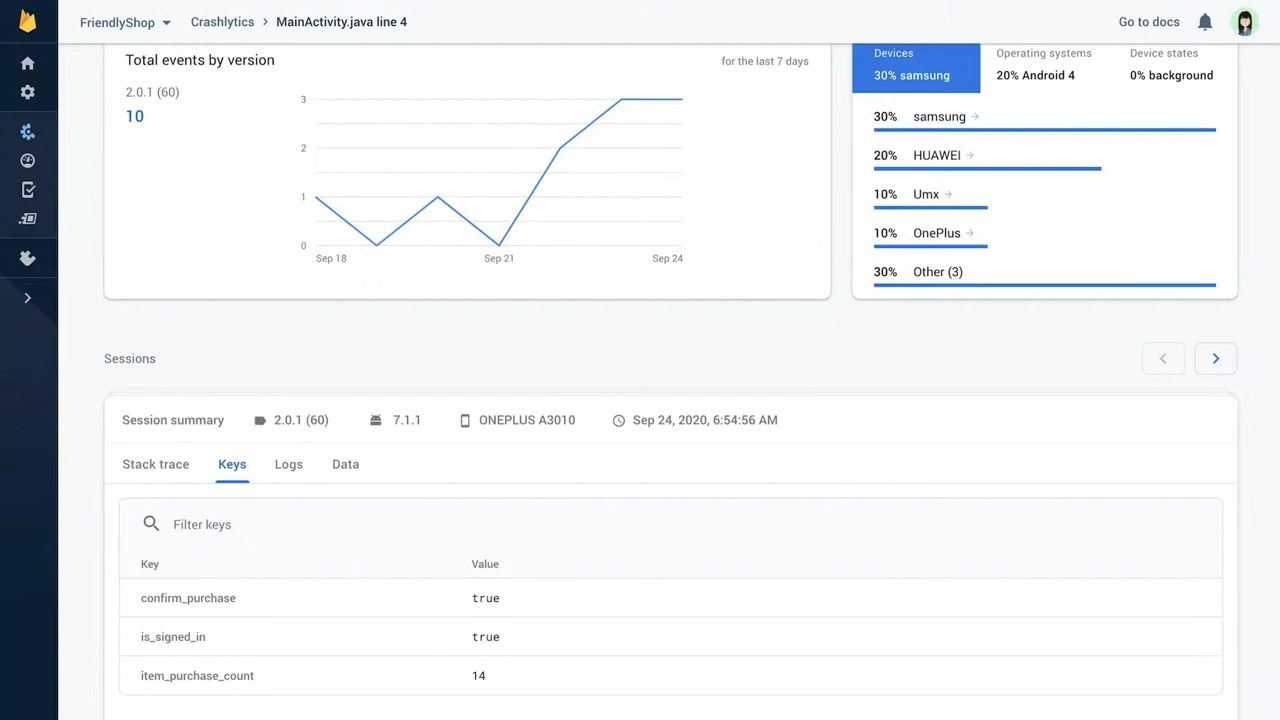 FriendlyShop Crashlytics > MainActivity.java line 4 Go to docs
Total events by version for the last 7 days
2.0.1 (60)
10
3
2
1
0
Sep 18 Sep 21 Sep 24
Devices Operating systems Device states
30% samsung 20% Android 4 0% background
30% samsung
20% HUAWEI
10% Umx
10% OnePlus
30% Other (3)
Sessions
Session summary 2.0.1 (60) 7.1.1 ONEPLUS A3010 Sep 24, 2020, 6:54:56 AM
Stack trace Keys Logs Data
Filter keys
Key Value
confirm_purchase true
is_signed_in true
item_purchase_count 14